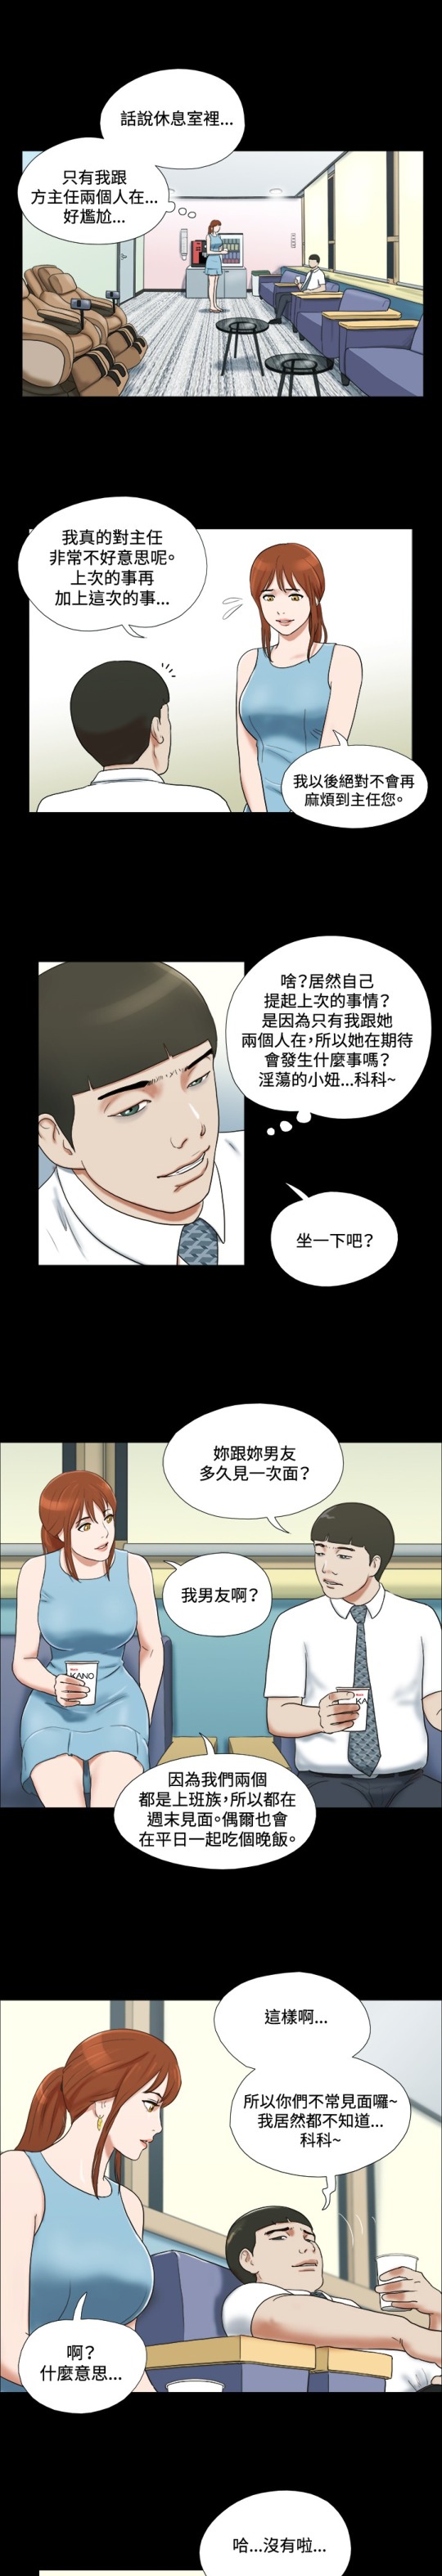 話說休息室裡...
只有我跟
方主任兩個人在...
好尷尬...
我真的對主任
非常不好意思呢。
上次的事再
加上這次的事...
我以後絕對不會再
麻煩到主任您。
啥?居然自己
提起上次的事情?
是因為只有我跟她
兩個人在,所以她在期待
會發生什麼事嗎?
淫蕩的小妞...科科~
坐一下吧?
妳跟妳男友
多久見一次面?
我男友啊?
KANO
KA
因為我們兩個
都是上班族,所以都在
週末見面。偶爾也會
在平日一起吃個晚飯。
這樣啊...
所以你們不常見面囉~
我居然都不知道...
科科~
啊?
什麼意思...
哈...沒有啦...